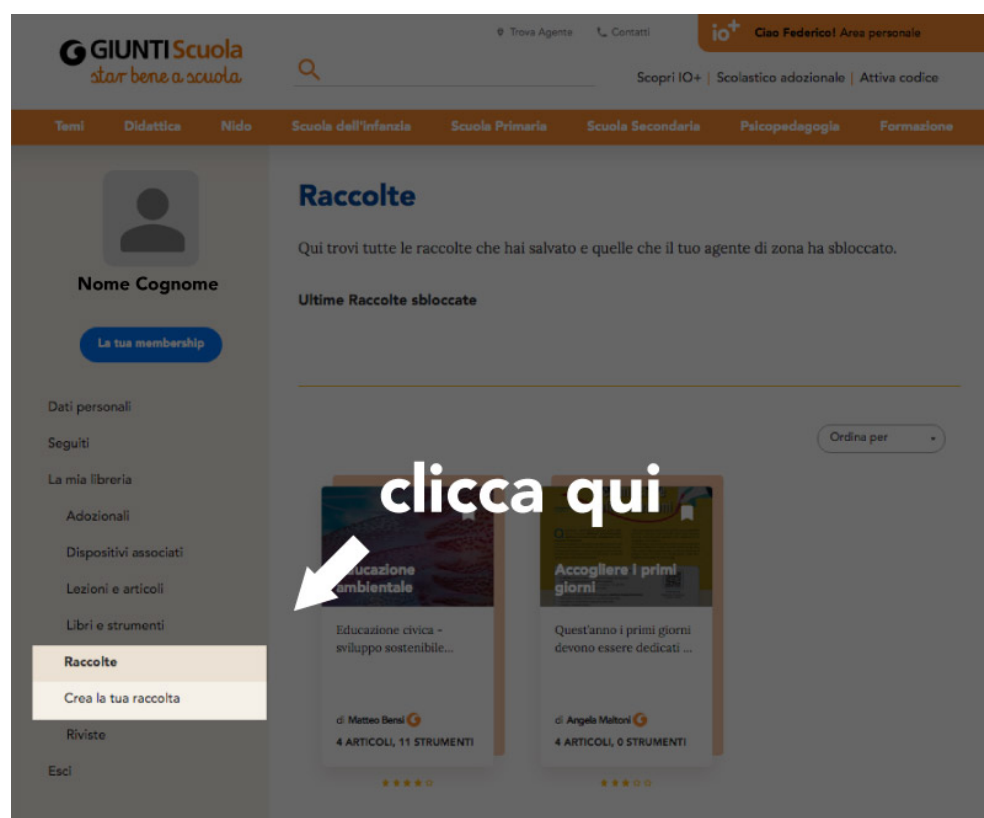 GIUNTI Scuola
star bene a scuola
Trova Agente
Contatti
io+ Ciao Federico! Area personale
Scopri IO+ | Scolastico adozionale | Attiva codice
Temi Didattica Nido Scuola dell'infanzia Scuola Primaria Scuola Secondaria Psicopedagogia Formazione
Nome Cognome
La tua membership
Dati personali
Seguiti
La mia libreria
Adozionali
Dispositivi associati
Lezioni e articoli
Libri e strumenti
Raccolte
Crea la tua raccolta
Riviste
Esci
Raccolte
Qui trovi tutte le raccolte che hai salvato e quelle che il tuo agente di zona ha sbloccato.
Ultime Raccolte sbloccate
Ordina per
clicca qui
Educazione
ambientale
Educazione civica -
sviluppo sostenibile...
di Matteo Bensi
4 ARTICOLI, 11 STRUMENTI
Accogliere i primi
giorni
Quest'anno i primi giorni
devono essere dedicati ...
di Angela Maltoni
4 ARTICOLI, 0 STRUMENTI